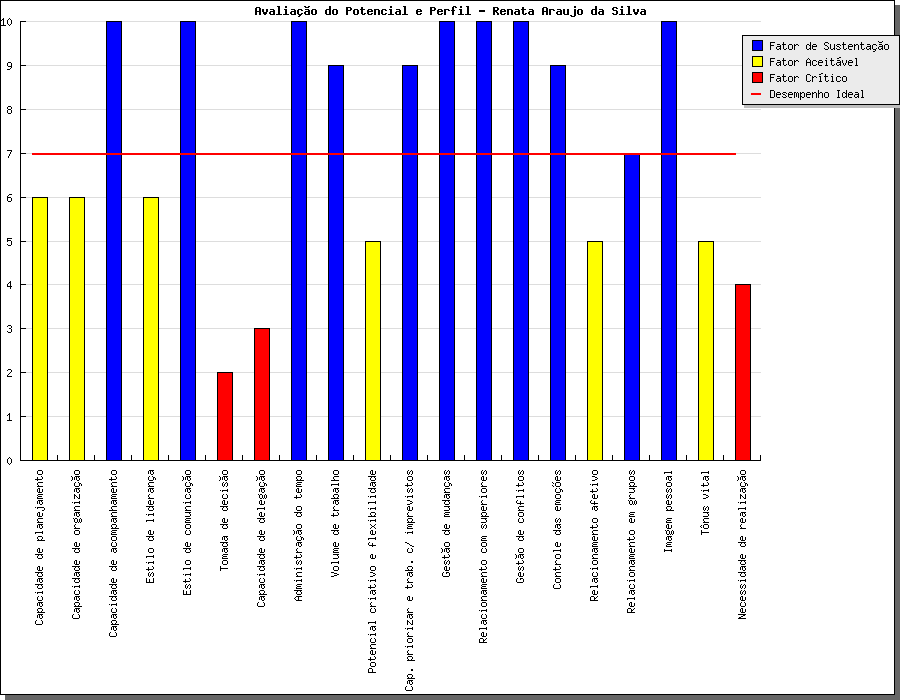 Avaliação do Potencial e Perfil - Renata Araujo da Silva
Fator de Sustentação
Fator Aceitável
Fator Crítico
Desempenho Ideal
10
9
8
7
6
5
4
3
2
1
0
Capacidade de planejamento
Capacidade de organização
Capacidade de acompanhamento
Estilo de liderança
Estilo de comunicação
Tomada de decisão
Capacidade de delegação
Administração do tempo
Volume de trabalho
Potencial criativo e flexibilidade
Cap. priorizar e trab. c/ imprevistos
Gestão de mudanças
Relacionamento com superiores
Gestão de conflitos
Controle das emoções
Relacionamento afetivo
Relacionamento em grupos
Imagem pessoal
Tônus vital
Necessidade de realização